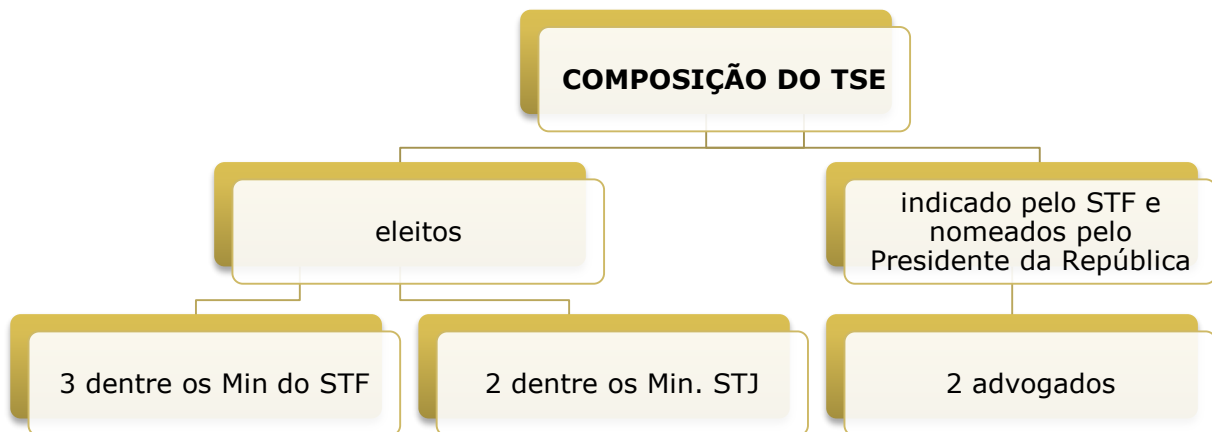 COMPOSIÇÃO DO TSE
eleitos
indicado pelo STF e
nomeados pelo
Presidente da República
3 dentre os Min do STF
2 dentre os Min. STJ
2 advogados